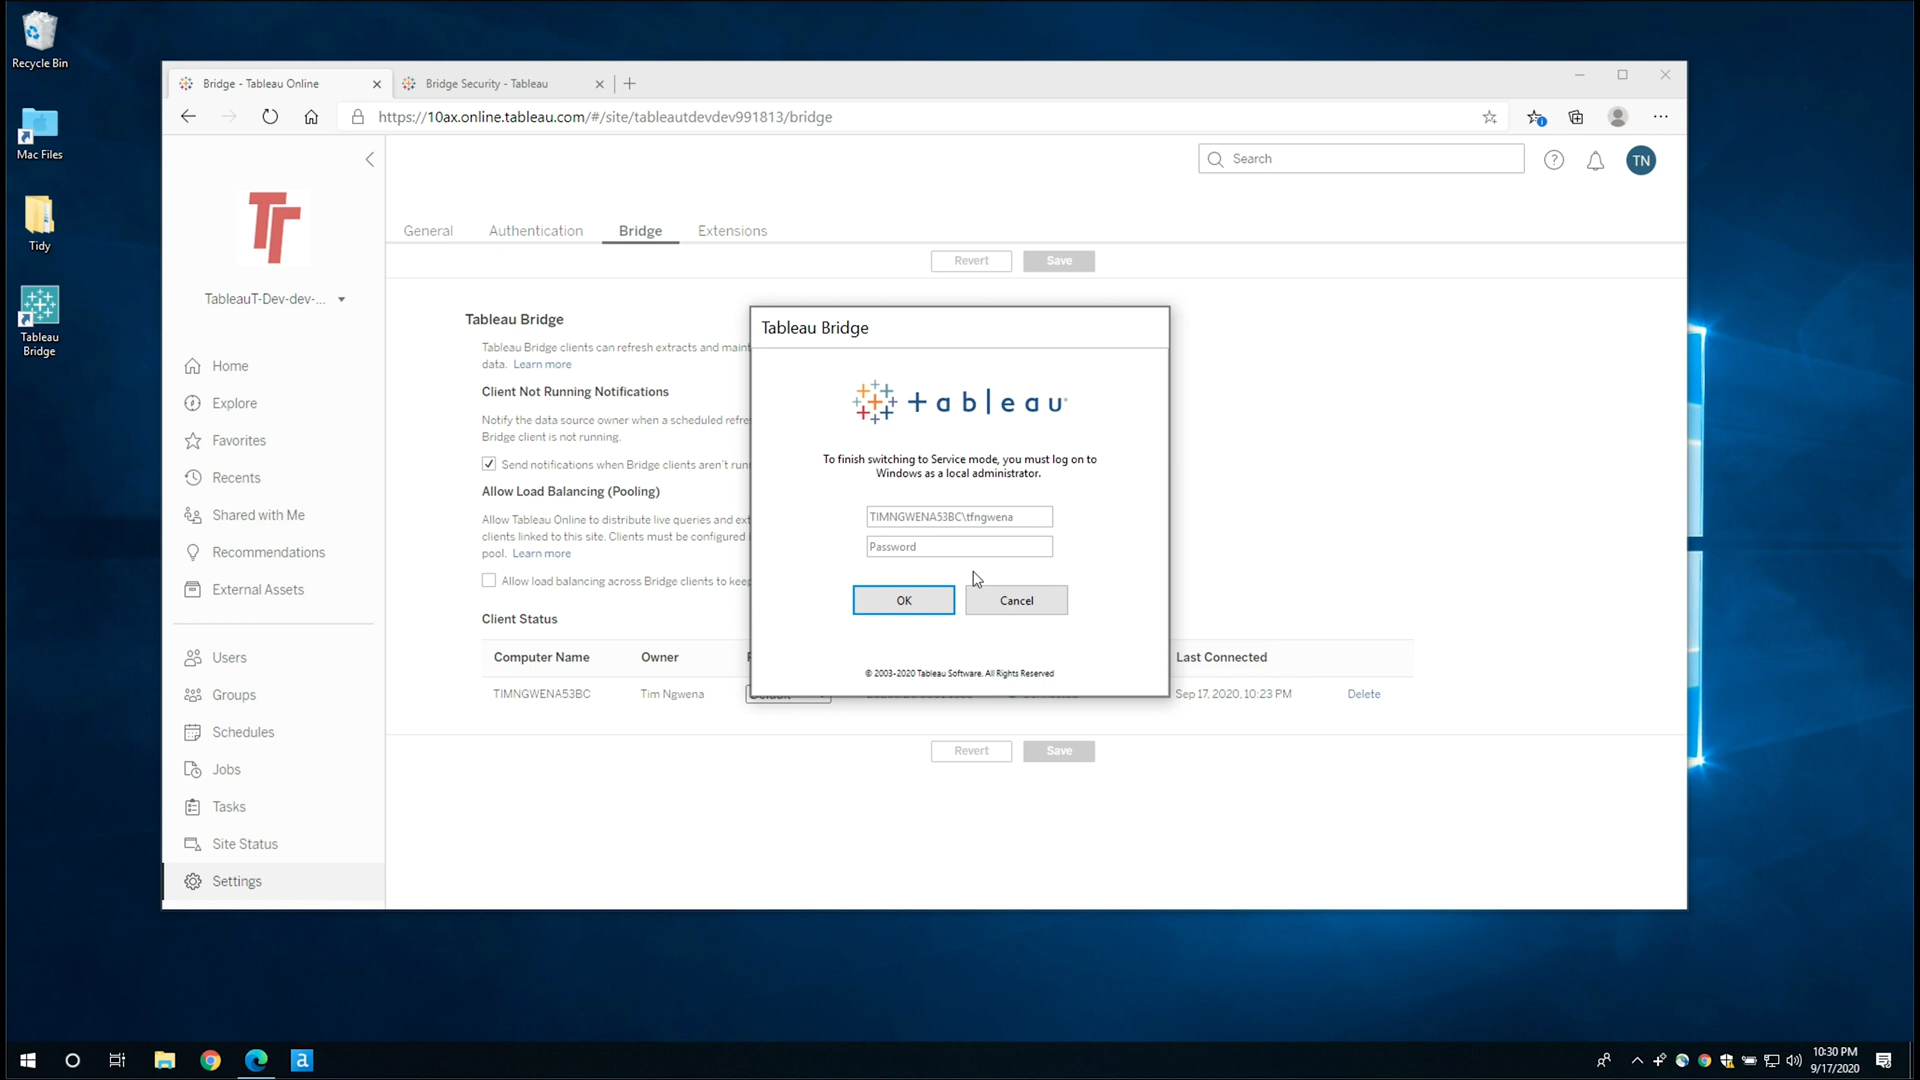 Recycle Bin
Mac Files
Tidy
Tableau
Bridge
Bridge - Tableau Online
Bridge Security - Tableau
https://10ax.online.tableau.com/#/site/tableautdevdev991813/bridge
Search
TN
TableauT-Dev-dev-...
Home
Explore
Favorites
Recents
Shared with Me
Recommendations
External Assets
Users
Groups
Schedules
Jobs
Tasks
Site Status
Settings
General
Authentication
Bridge
Extensions
Revert
Save
Tableau Bridge
Tableau Bridge clients can refresh extracts and
data. Learn more
Client Not Running Notifications
Notify the data source owner when a scheduled
Bridge client is not running.
Send notifications when Bridge clients aren't
Allow Load Balancing (Pooling)
Allow Tableau Online to distribute live queries and
clients linked to this site. Clients must be configured
pool. Learn more
Allow load balancing across Bridge clients to
Client Status
Computer Name
Owner
Last Connected
TIMNGWENA53BC
Tim Ngwena
Sep 17, 2020, 10:23 PM
Delete
Revert
Save
Tableau Bridge
tableau
To finish switching to Service mode, you must log on to
Windows as a local administrator.
TIMNGWENA53BC\tfngwena
Password
OK
Cancel
© 2003-2020 Tableau Software. All Rights Reserved
10:30 PM
9/17/2020